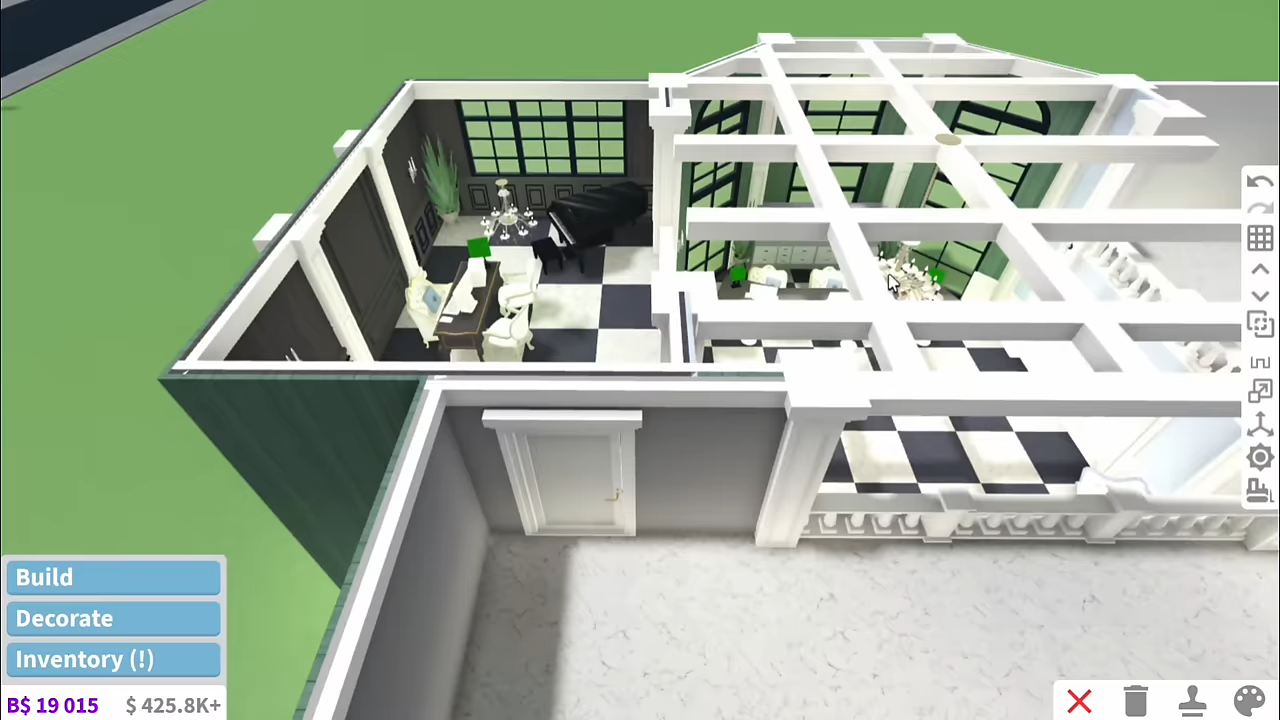 Build
Decorate
Inventory (!)
B$ 19 015 $ 425.8K+